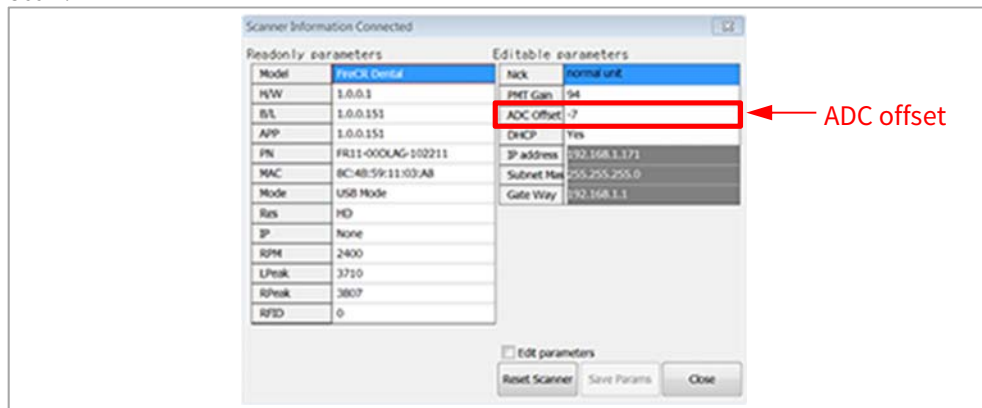 Scanner Information Connected
Readonly parameters
Model FireCR Dental
H/W 1.0.0.1
B/L 1.0.0.151
APP 1.0.0.151
PN FR11-00DLAG-102211
MAC BC:4B:59:11:03:A8
Mode USB Mode
Res HD
IP None
RPM 2400
LPeak 3710
RPeak 3807
RFID 0
Editable parameters
Nick normal unit
PMT Gain 94
ADC Offset -7
DHCP Yes
IP address 192.168.1.171
Subnet Mas 255.255.255.0
Gate Way 192.168.1.1
ADC offset
Edit parameters
Reset Scanner Save Params Close